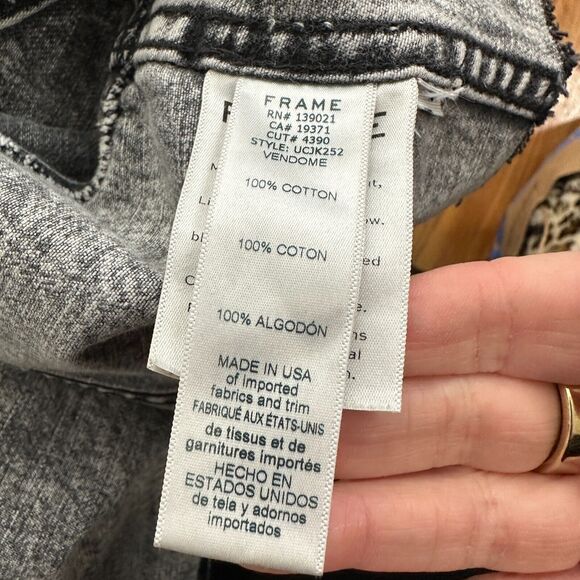 FRAME
RN# 139021
CA# 19371
CUT# 4390
STYLE: UCJK252
VENDOME
100% COTTON
100% COTON
100% ALGODÓN
MADE IN USA
of imported
fabrics and trim
FABRIQUÉ AUX ÉTATS-UNIS
de tissus et de
garnitures importés
HECHO EN
ESTADOS UNIDOS
de tela y adornos
importados